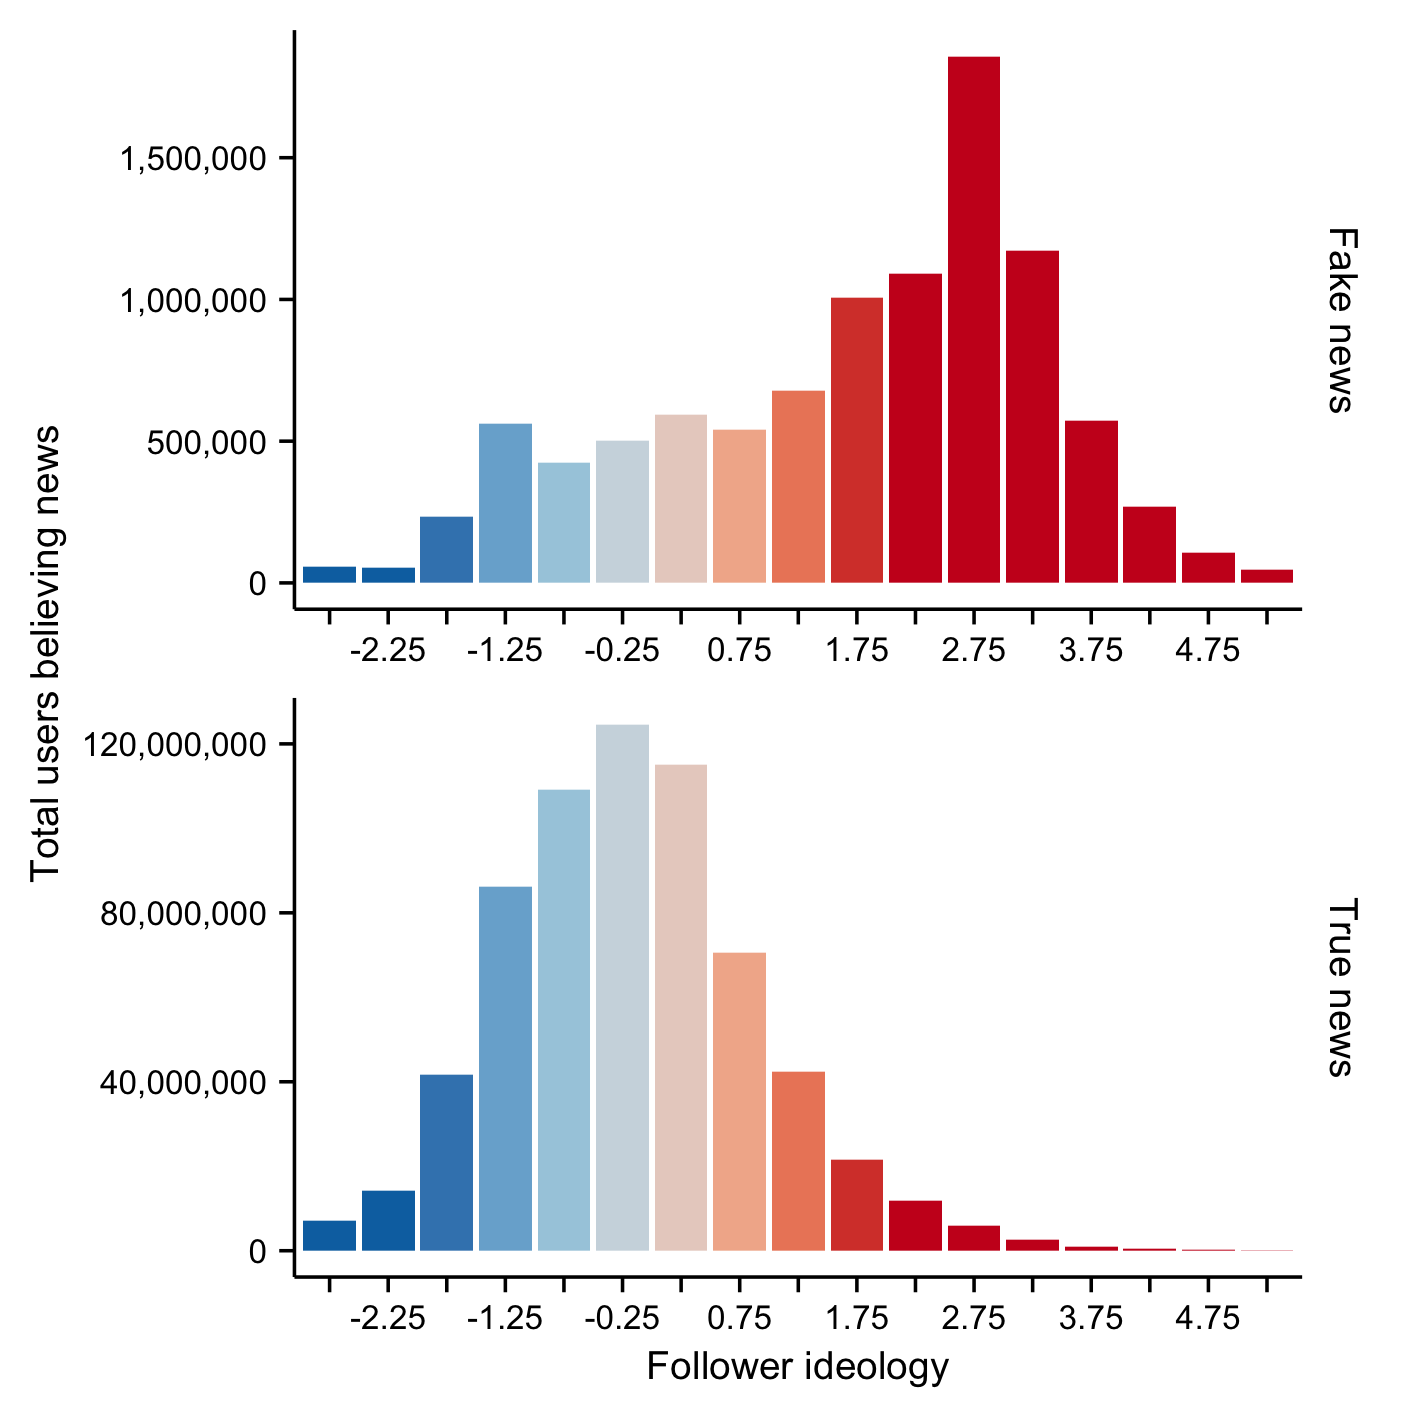 Total users believing news
1,500,000
1,000,000
500,000
0
-2.25 -1.25 -0.25 0.75 1.75 2.75 3.75 4.75
Fake news
120,000,000
80,000,000
40,000,000
0
-2.25 -1.25 -0.25 0.75 1.75 2.75 3.75 4.75
True news
Follower ideology